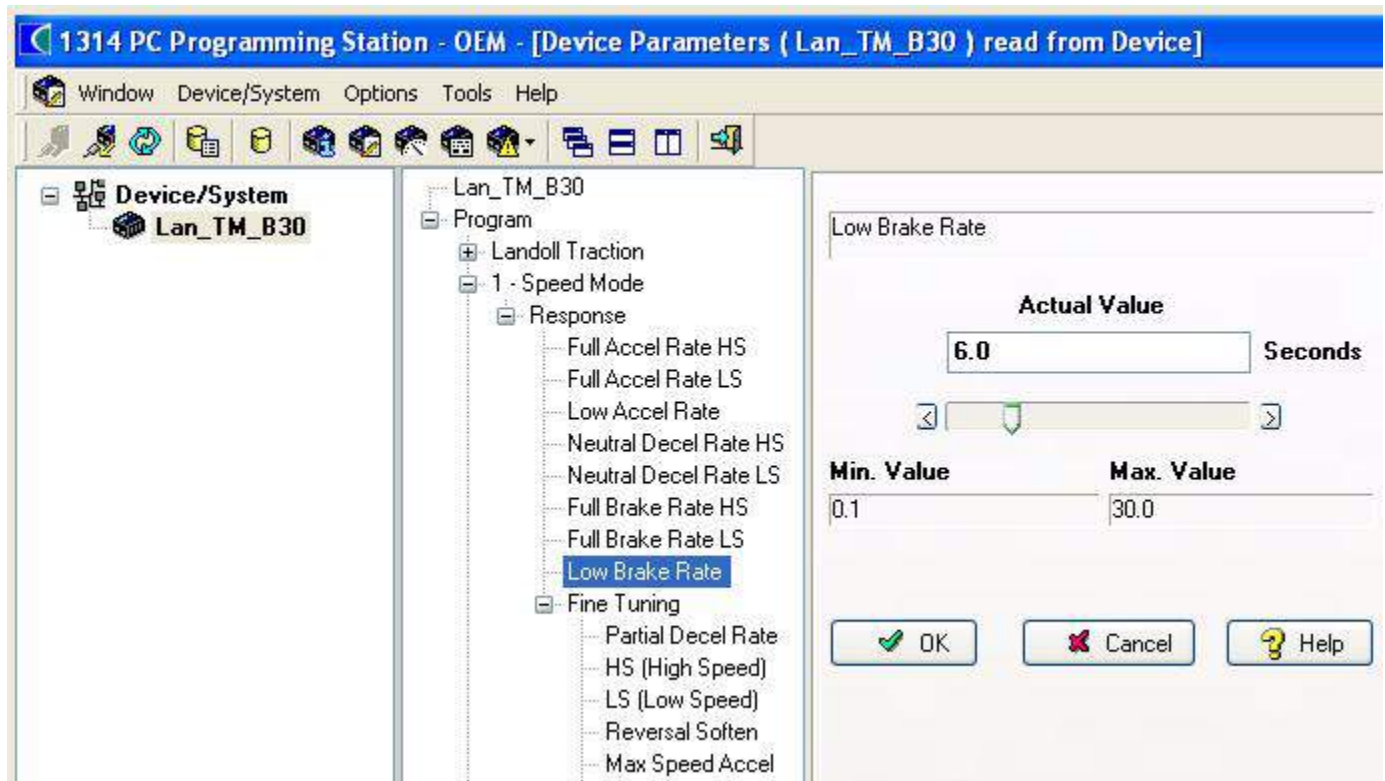 1314 PC Programming Station - OEM - [Device Parameters ( Lan_TM_B30 ) read from Device]
Window Device/System Options Tools Help
Device/System
Lan_TM_B30
Lan_TM_B30
Program
Landoll Traction
1 - Speed Mode
Response
Full Accel Rate HS
Full Accel Rate LS
Low Accel Rate
Neutral Decel Rate HS
Neutral Decel Rate LS
Full Brake Rate HS
Full Brake Rate LS
Low Brake Rate
Fine Tuning
Partial Decel Rate
HS (High Speed)
LS (Low Speed)
Reversal Soften
Max Speed Accel
Low Brake Rate
Actual Value
6.0 Seconds
Min. Value Max. Value
0.1 30.0
OK Cancel Help